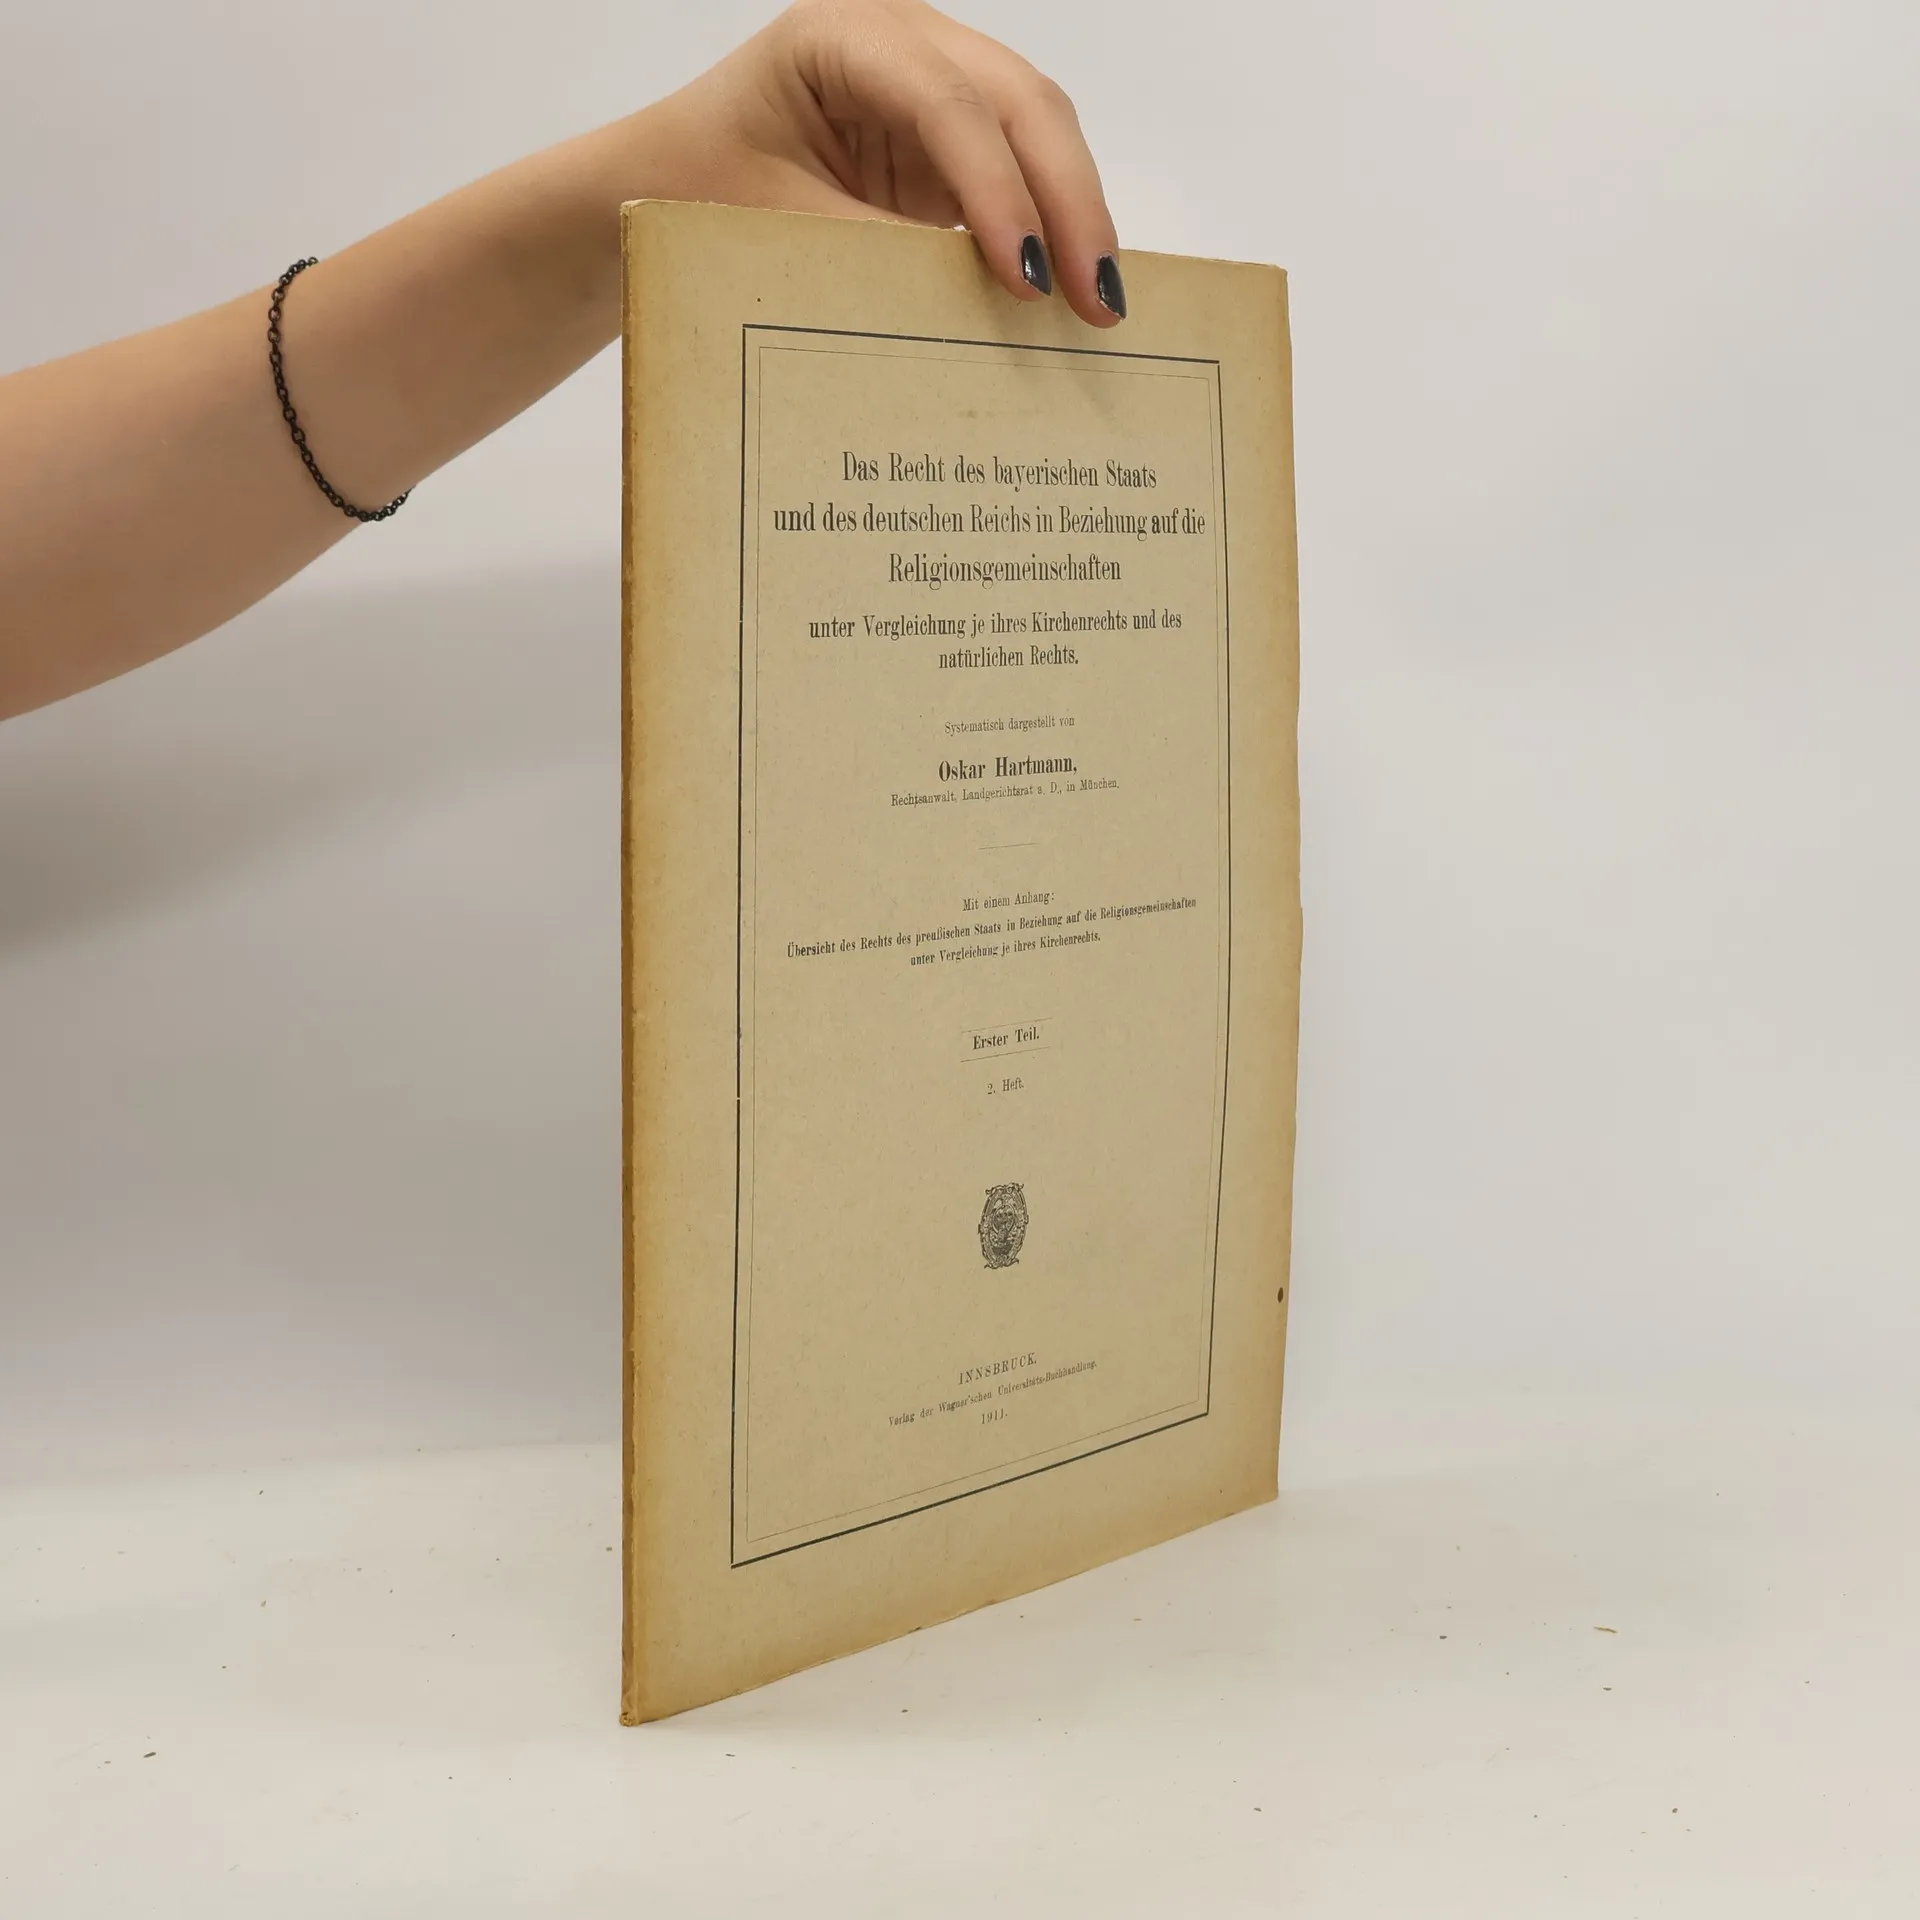 Das Recht des bayerischen Staats
und des deutschen Reichs in Beziehung auf die
Religionsgemeinschaften
unter Vergleichung je ihres Kirchenrechts und des
natürlichen Rechts.
Systematisch dargestellt von
Oskar Hartmann,
Rechtsanwalt, Landgerichtsrat a. D., in München.
Mit einem Anhang:
Übersicht des Rechts des preußischen Staats in Beziehung auf die Religionsgemeinschaften
unter Vergleichung je ihres Kirchenrechts.
Erster Teil.
2. Heft.
INNSBRUCK.
Verlag der Wagner'schen Universitäts-Buchhandlung.
1911.